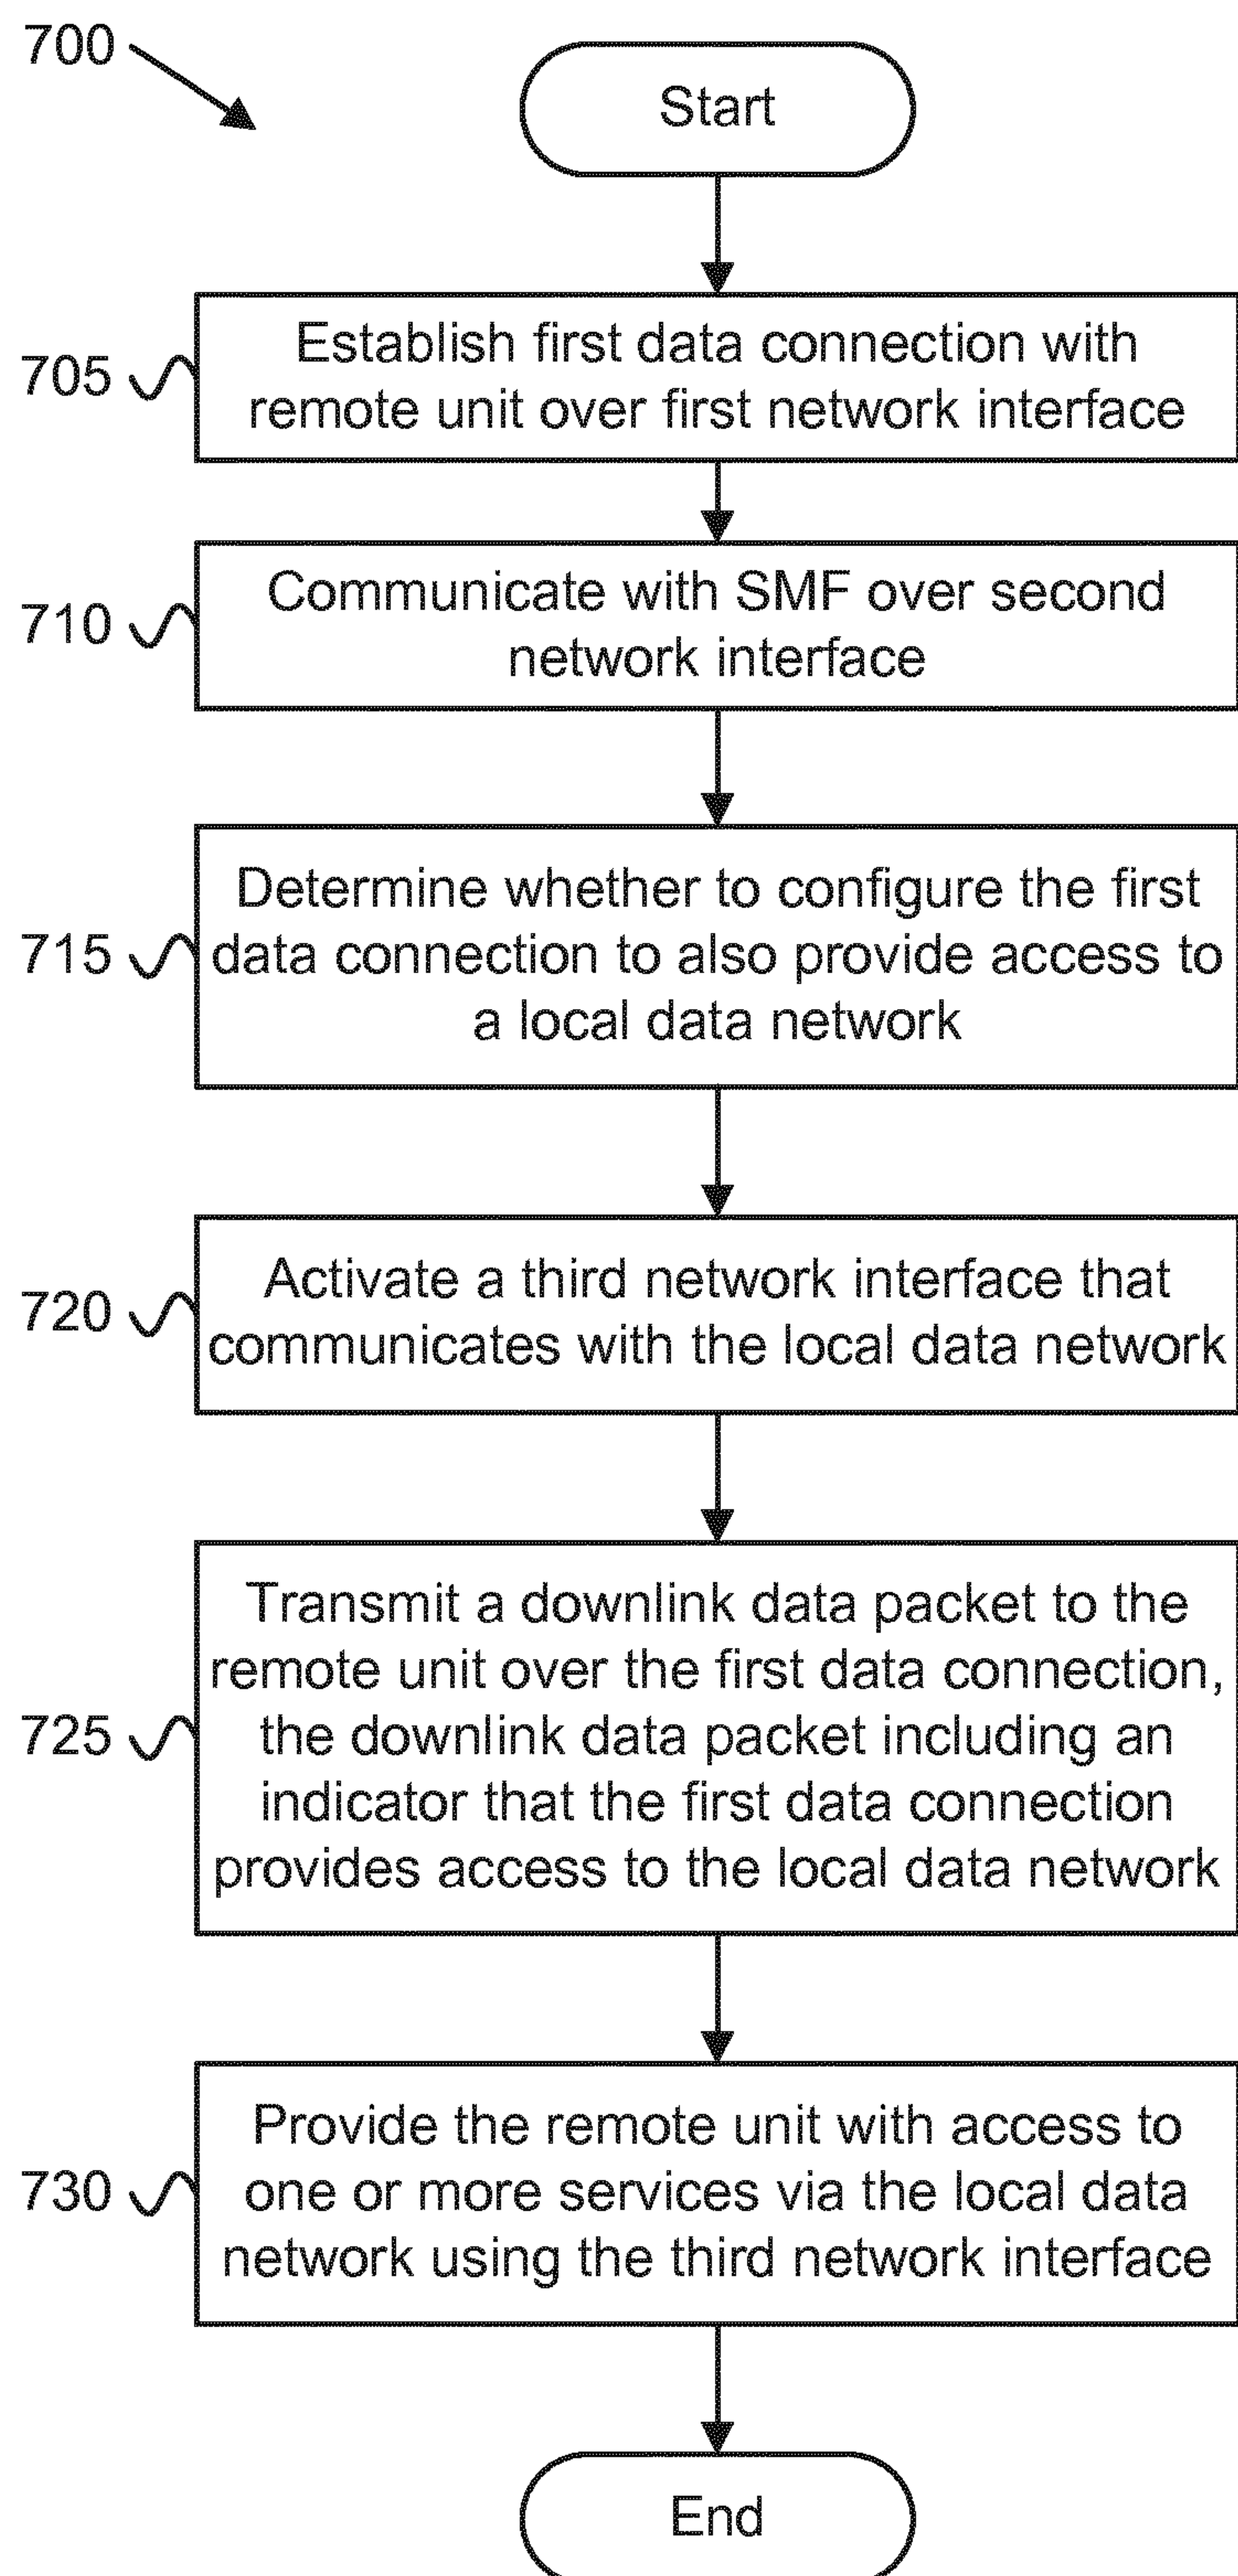 700
Start
705
Establish first data connection with
remote unit over first network interface
710
Communicate with SMF over second
network interface
715
Determine whether to configure the first
data connection to also provide access to
a local data network
720
Activate a third network interface that
communicates with the local data network
725
Transmit a downlink data packet to the
remote unit over the first data connection,
the downlink data packet including an
indicator that the first data connection
provides access to the local data network
730
Provide the remote unit with access to
one or more services via the local data
network using the third network interface
End